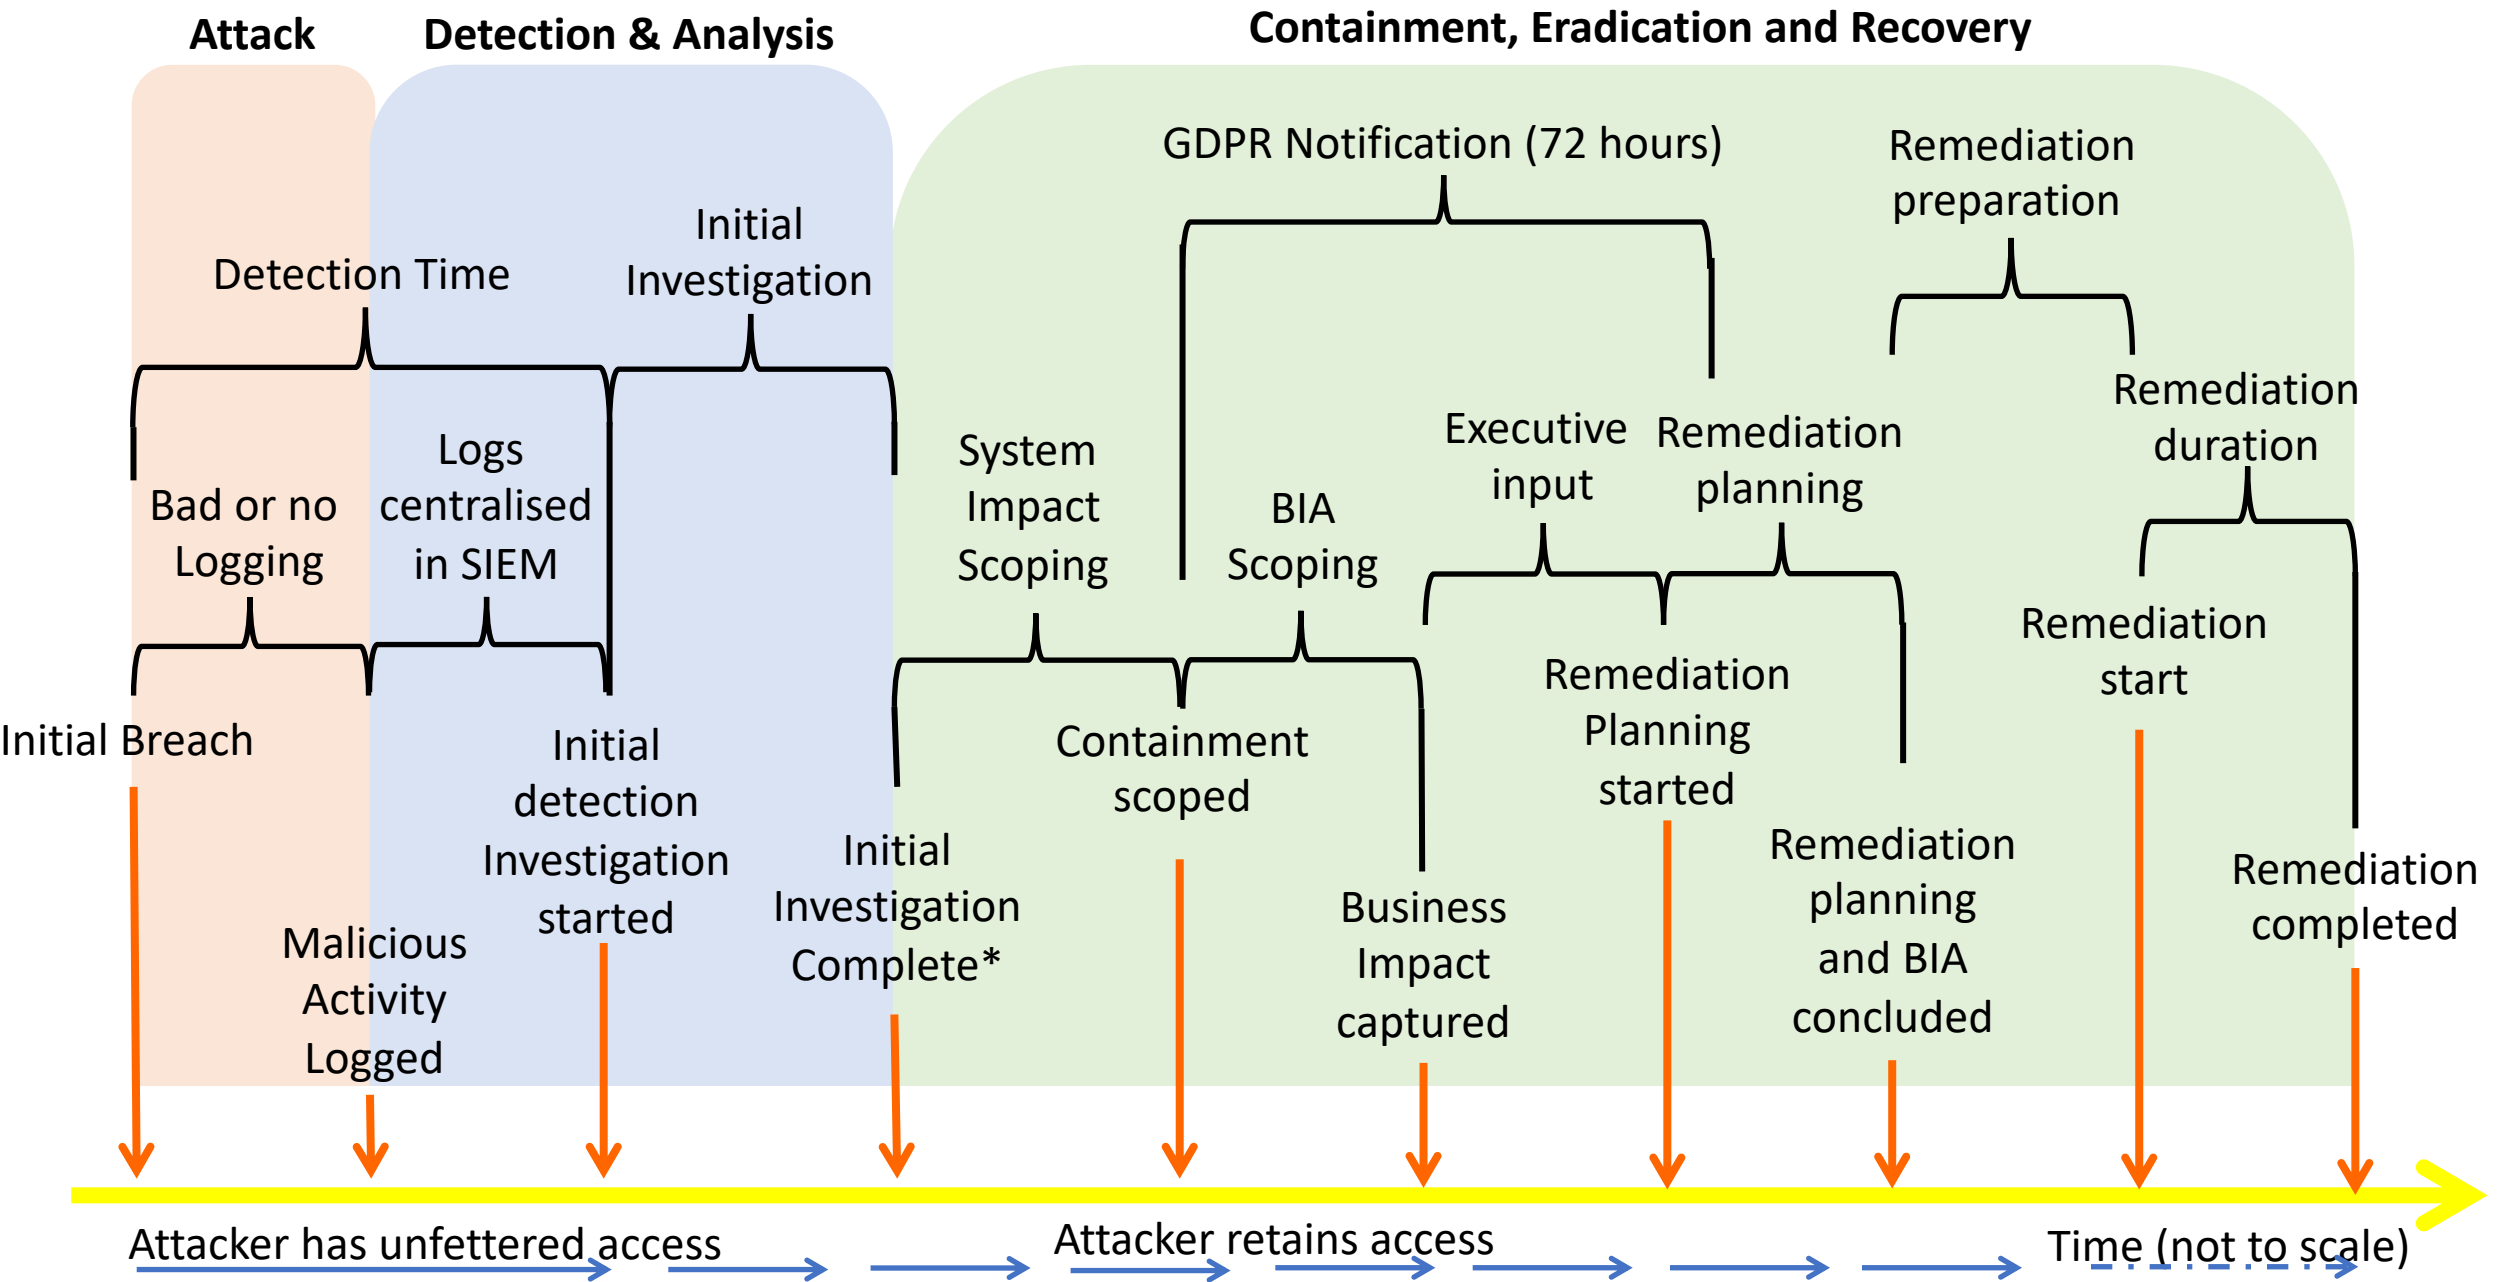 Attack
Detection & Analysis
Containment, Eradication and Recovery
GDPR Notification (72 hours)
Remediation
preparation
Initial
Investigation
Detection Time
Remediation
duration
Executive
input
Remediation
planning
System
Impact
Scoping
Logs
centralised
in SIEM
Bad or no
Logging
BIA
Scoping
Remediation
start
Remediation
Planning
started
Initial Breach
Initial
detection
Investigation
started
Containment
scoped
Initial
Investigation
Complete*
Remediation
planning
and BIA
concluded
Remediation
completed
Business
Impact
captured
Malicious
Activity
Logged
Attacker has unfettered access
Attacker retains access
Time (not to scale)